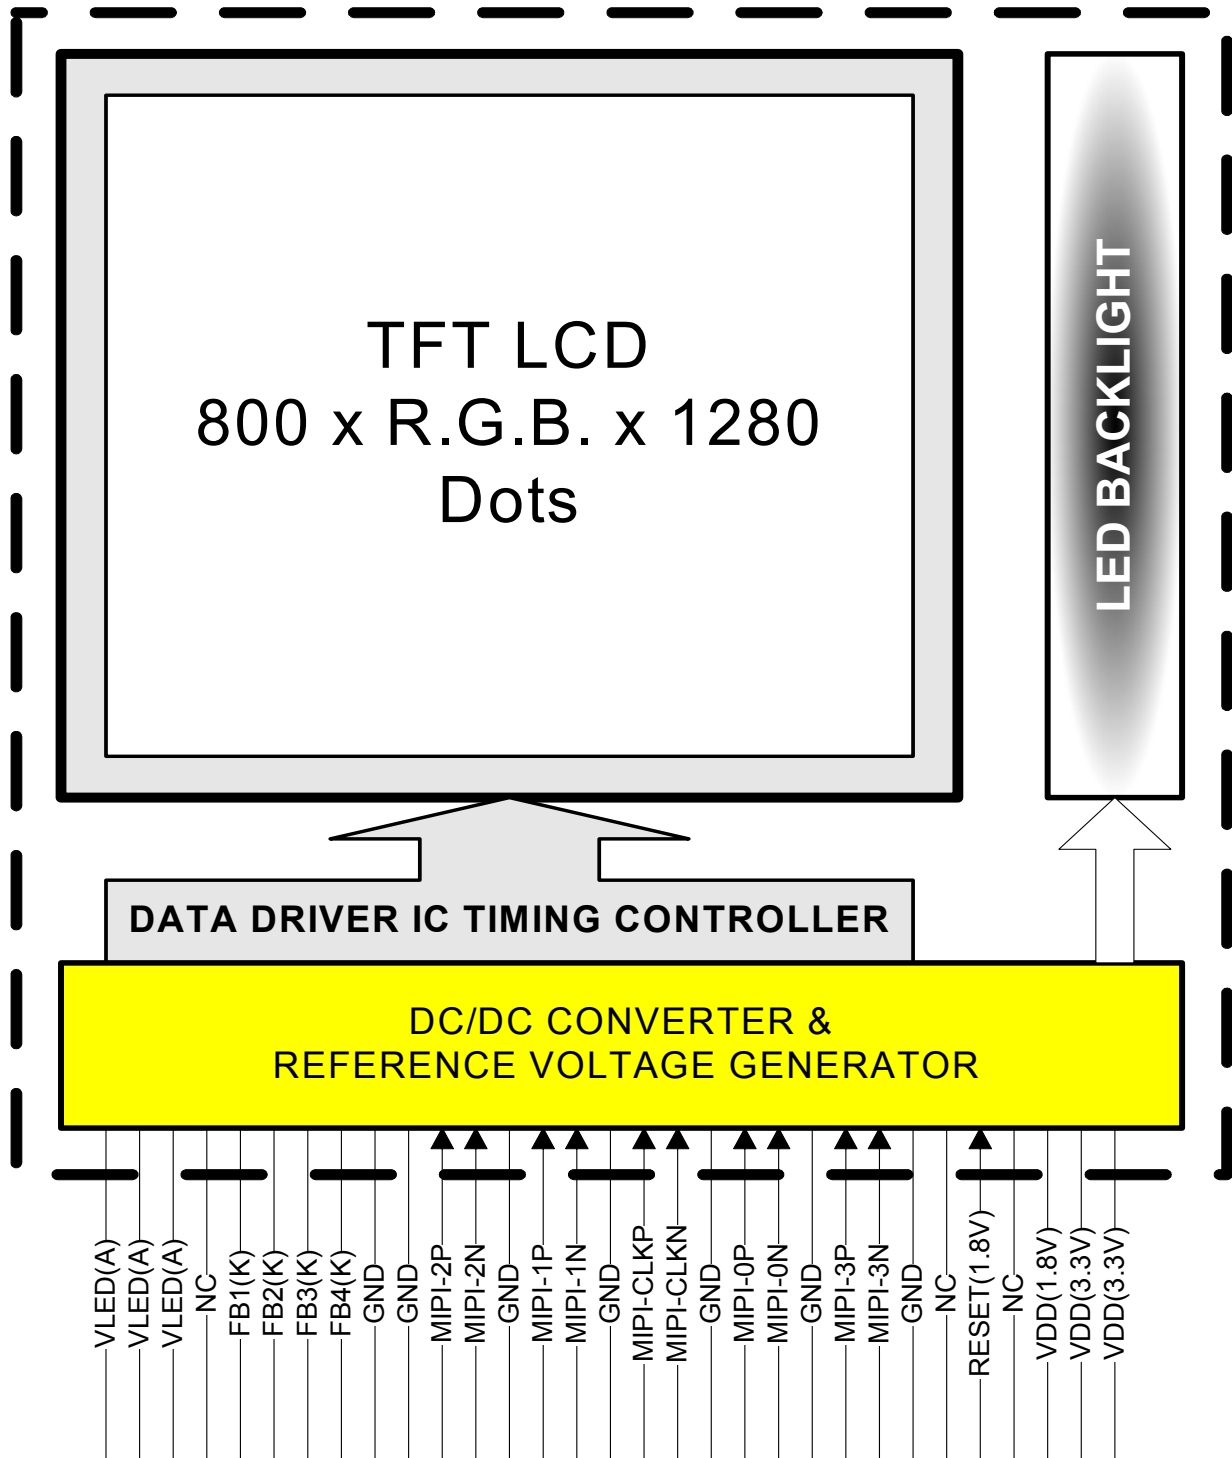 TFT LCD
800 x R.G.B. x 1280
Dots
LED BACKLIGHT
DATA DRIVER IC TIMING CONTROLLER
DC/DC CONVERTER &
REFERENCE VOLTAGE GENERATOR
VLED(A)
VLED(A)
VLED(A)
NC
FB1(K)
FB2(K)
FB3(K)
FB4(K)
GND
GND
MIPI-2P
MIPI-2N
GND
MIPI-1P
MIPI-1N
GND
MIPI-CLKP
MIPI-CLKN
GND
MIPI-0P
MIPI-0N
GND
MIPI-3P
MIPI-3N
GND
NC
RESET(1.8V)
NC
VDD(1.8V)
VDD(3.3V)
VDD(3.3V)